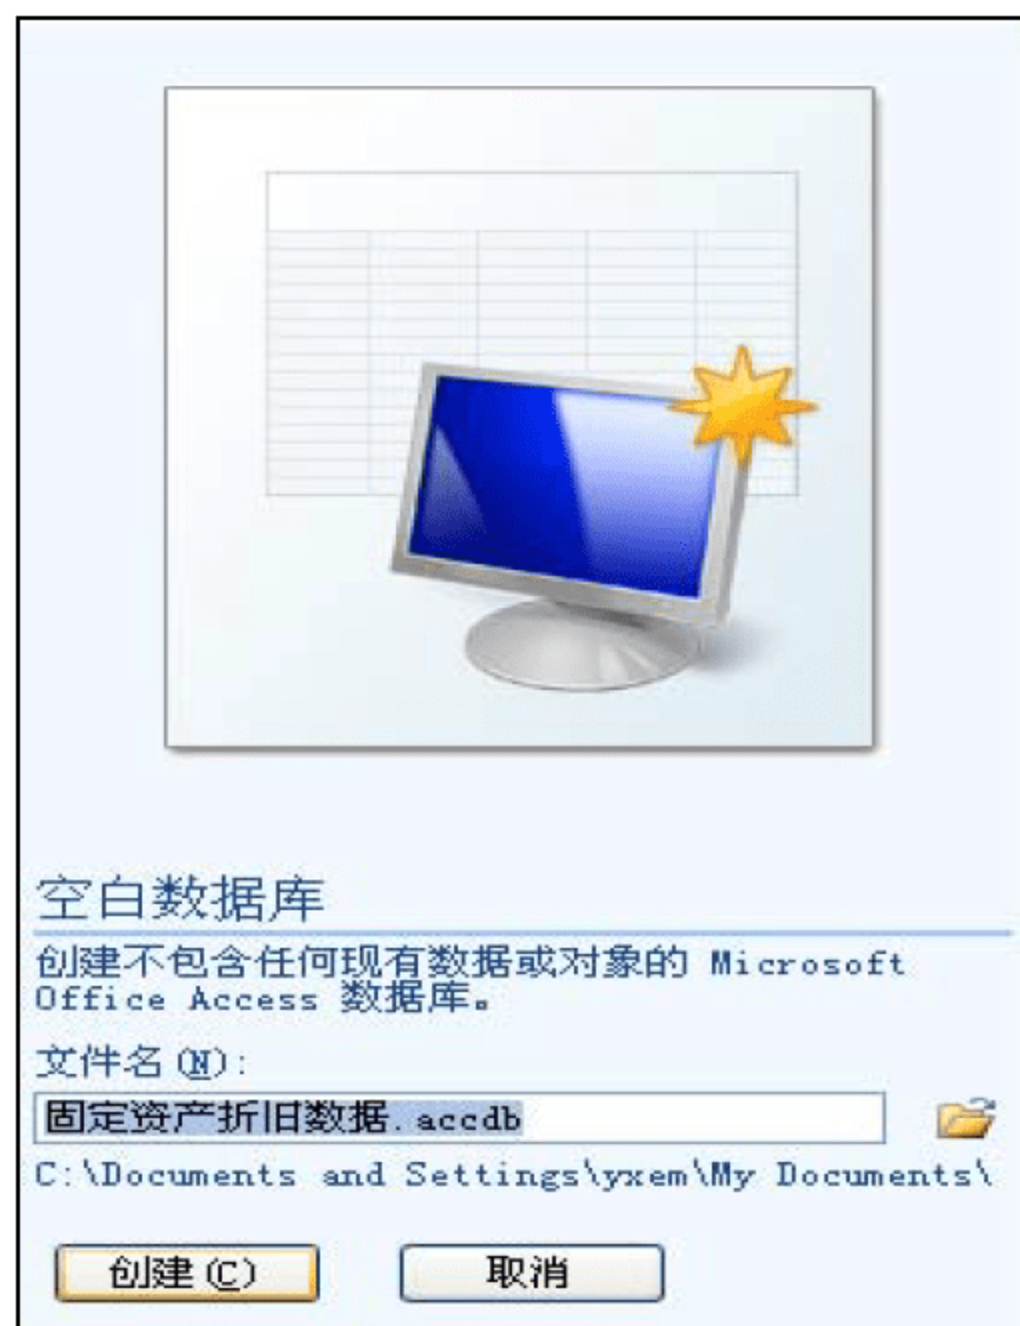 空白数据库
创建不包含任何现有数据或对象的 Microsoft
Office Access 数据库。
文件名(N):
固定资产折旧数据.accdb
C:\Documents and Settings\yxem\My Documents\
创建(C)
取消